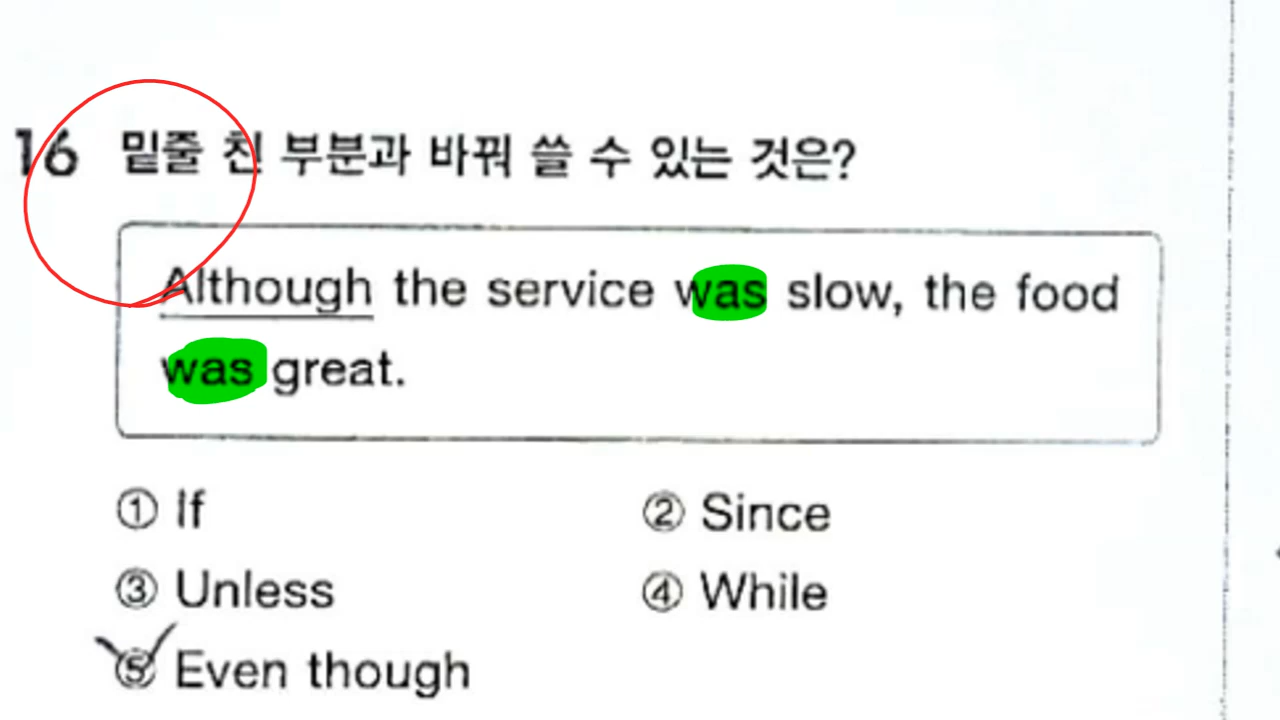 16 밑줄 친 부분과 바꿔 쓸 수 있는 것은?
Although the service was slow, the food
was great.
① If ② Since
③ Unless ④ While
⑤ Even though